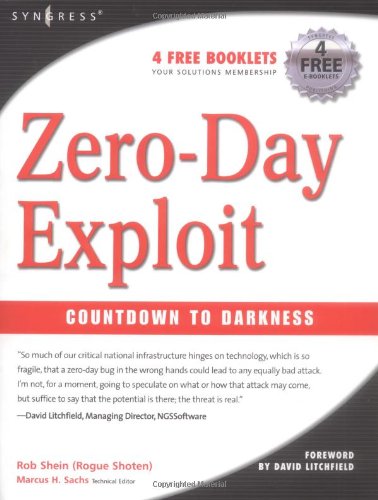 SYNGRESS®
4 FREE BOOKLETS
YOUR SOLUTIONS MEMBERSHIP
SYNGRESS
4
FREE
E-BOOKLETS
Zero-Day
Exploit
COUNTDOWN TO DARKNESS
“So much of our critical national infrastructure hinges on technology, which is so
fragile, that a zero-day bug in the wrong hands could lead to any equally bad attack.
I'm not, for a moment, going to speculate on what or how that attack may come,
but suffice to say that the potential is there; the threat is real.”
—David Litchfield, Managing Director, NGSSoftware
FOREWORD
BY DAVID LITCHFIELD
Rob Shein (Rogue Shoten)
Marcus H. Sachs Technical Editor